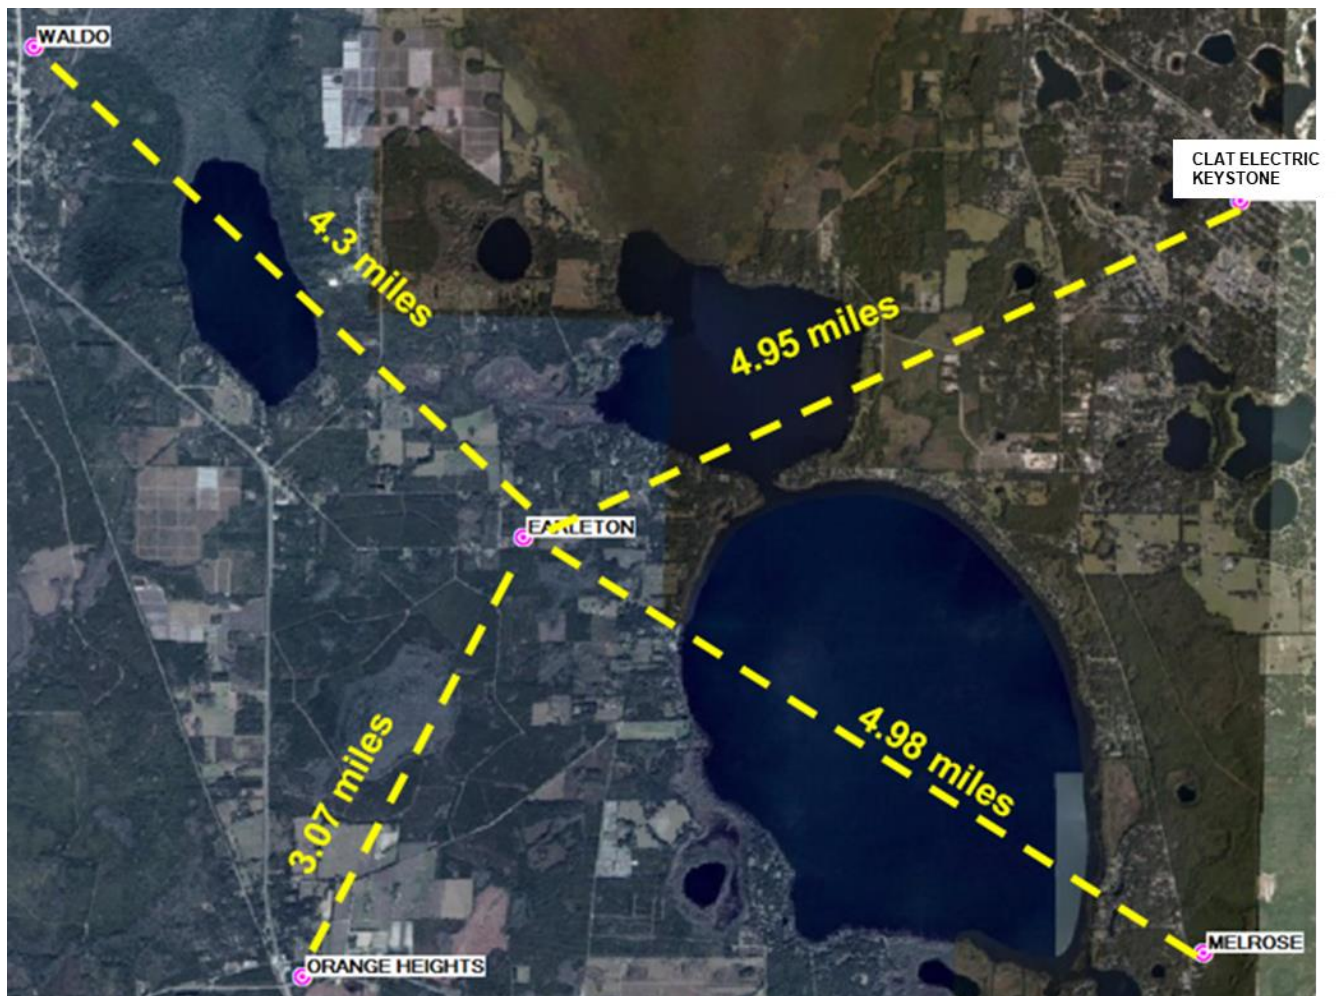 WALDO
CLAT ELECTRIC
KEYSTONE
4.3 miles
4.95 miles
EARLETON
4.98 miles
3.07 miles
MELROSE
ORANGE HEIGHTS